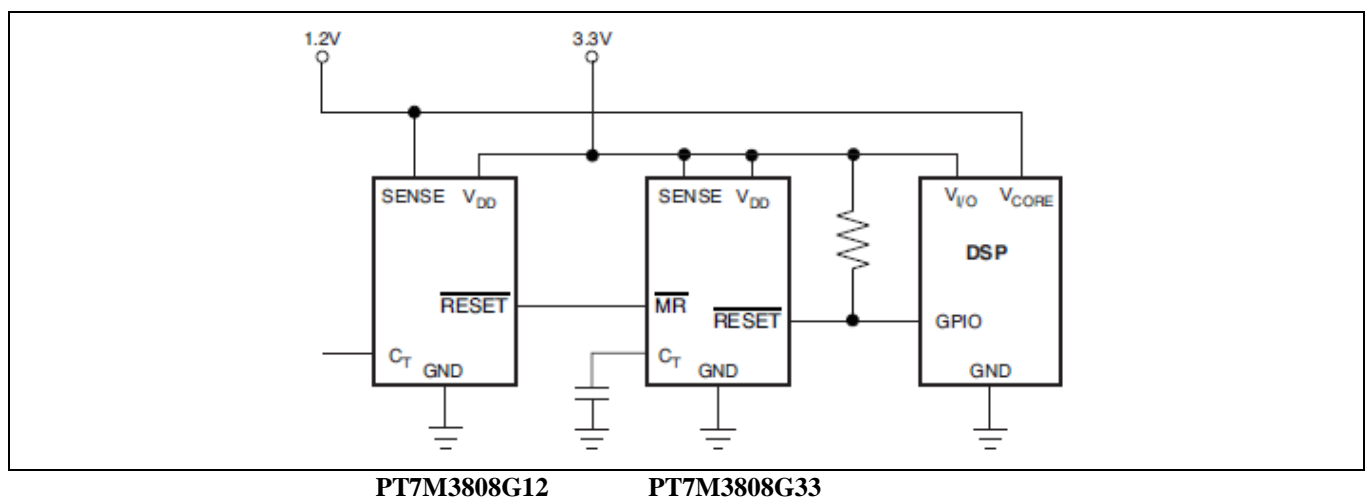 1.2V 3.3V
SENSE V_DD SENSE V_DD V_I/O V_CORE
DSP
RESET MR RESET GPIO
C_T GND C_T GND GND
PT7M3808G12 PT7M3808G33